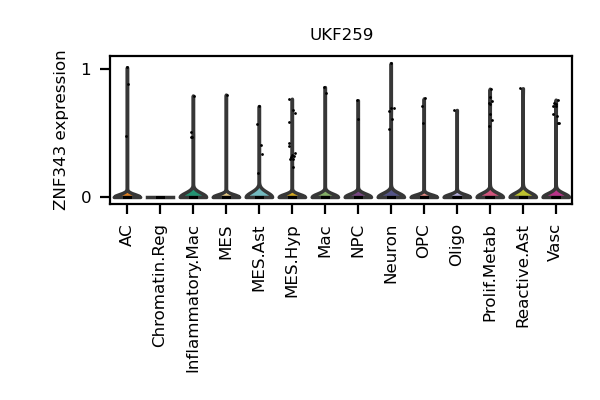 UKF259
ZNF343 expression
1
0
AC
Chromatin.Reg
Inflammatory.Mac
MES
MES.Ast
MES.Hyp
Mac
NPC
Neuron
OPC
Oligo
Prolif.Metab
Reactive.Ast
Vasc